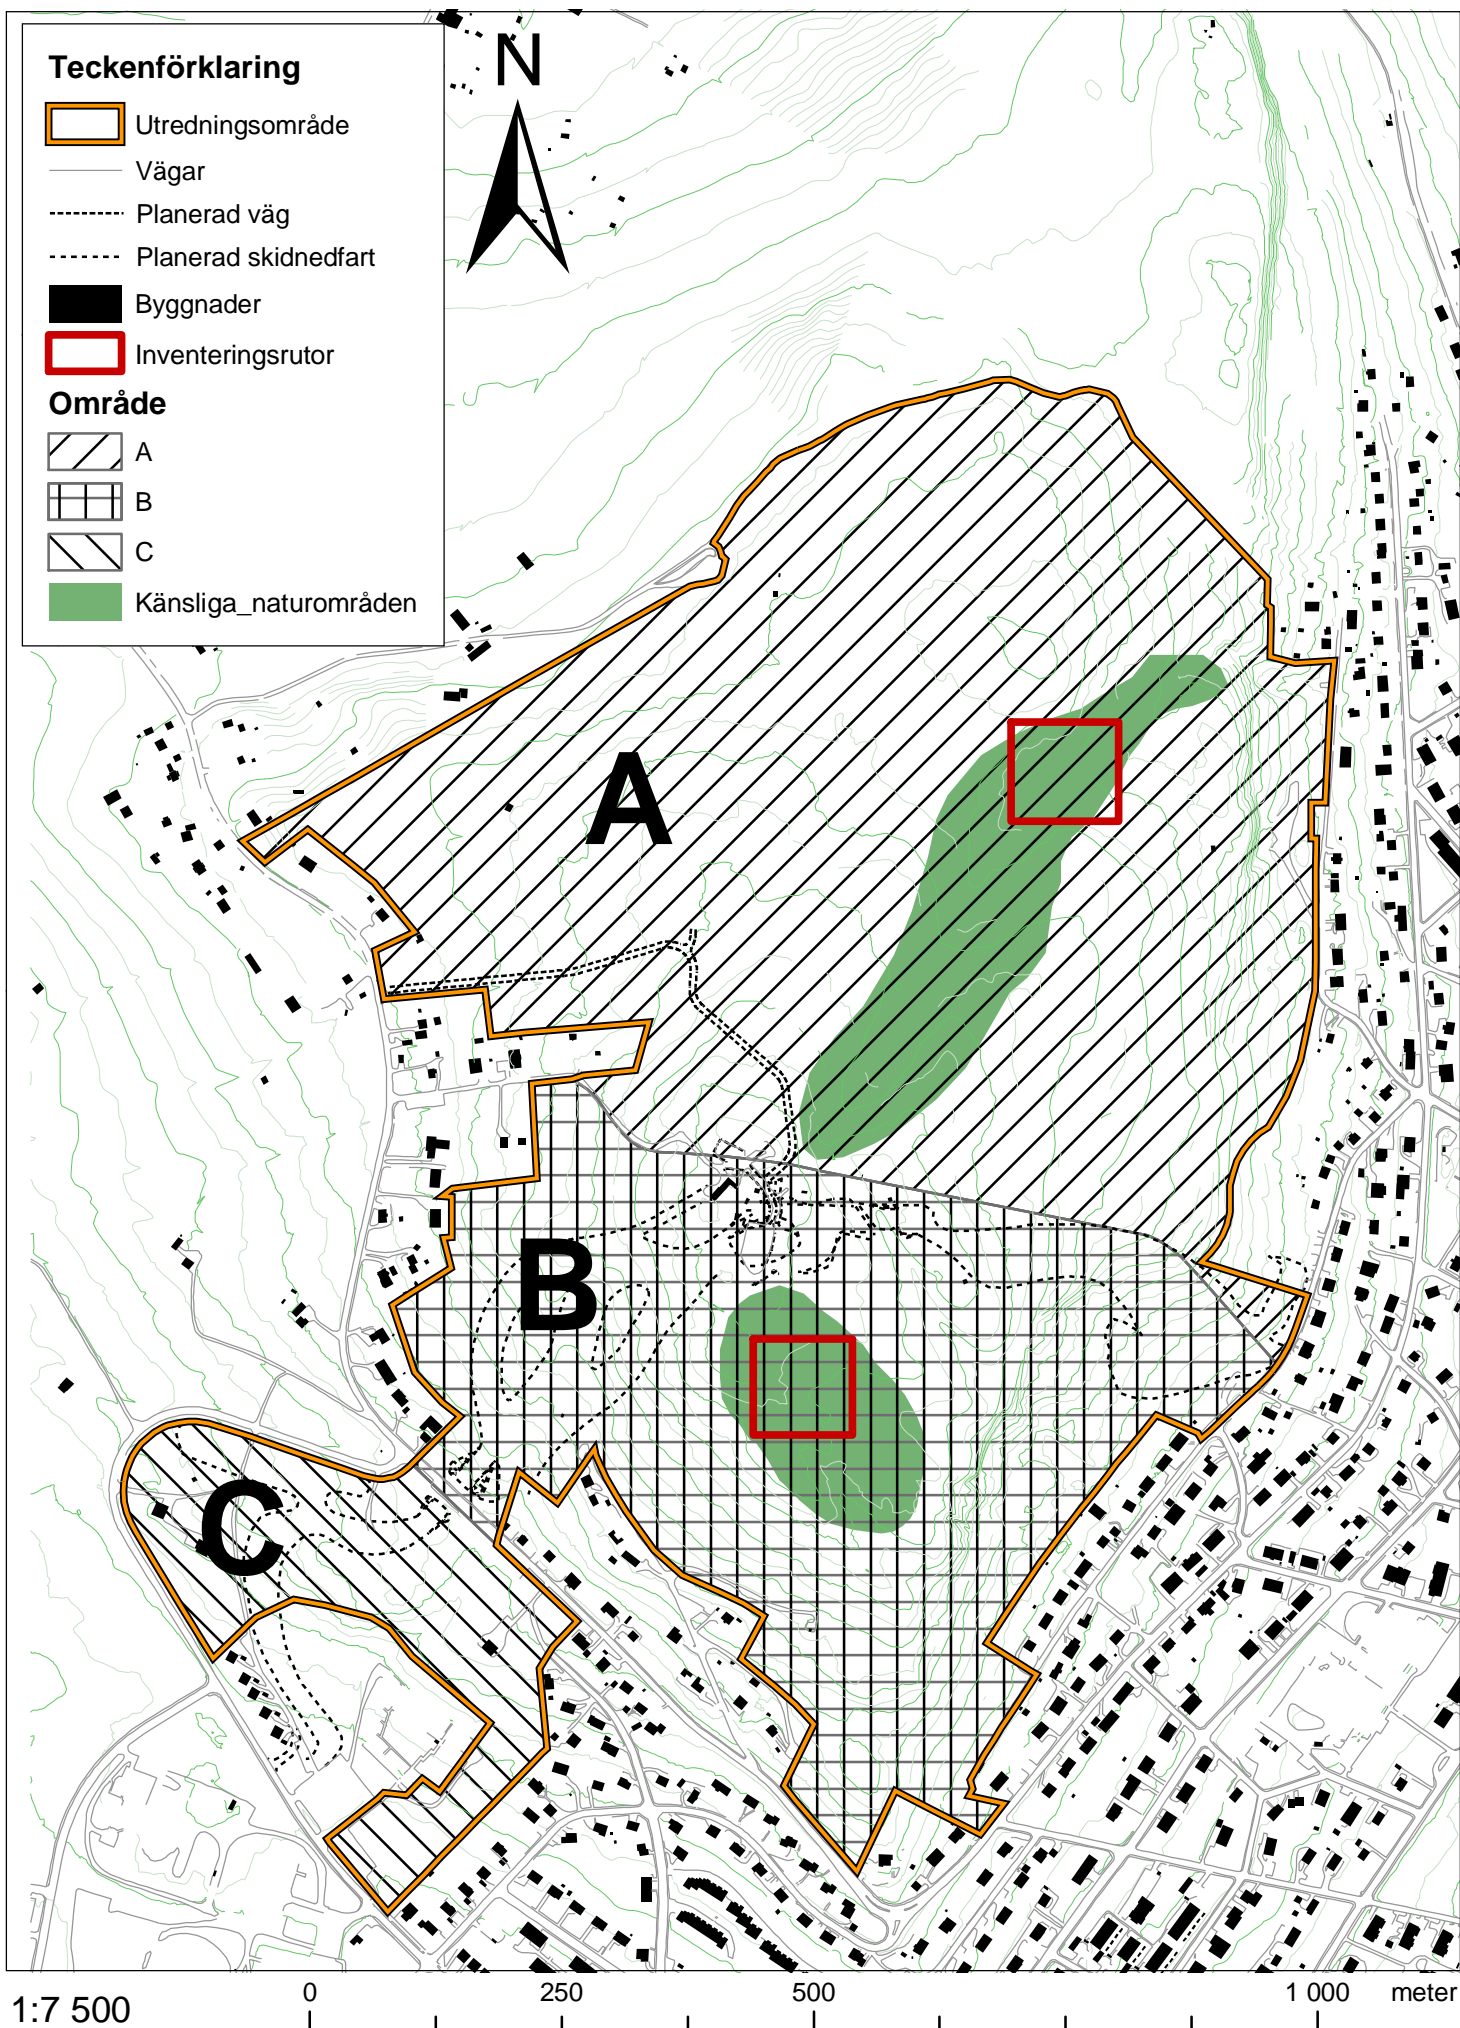 Teckenförklaring
Utredningsområde
Vägar
Planerad väg
Planerad skidnedfart
Byggnader
Inventeringsrutor
Område
A
B
C
Känsliga_naturområden
N
A
B
C
1:7 500
0 250 500 1 000 meter